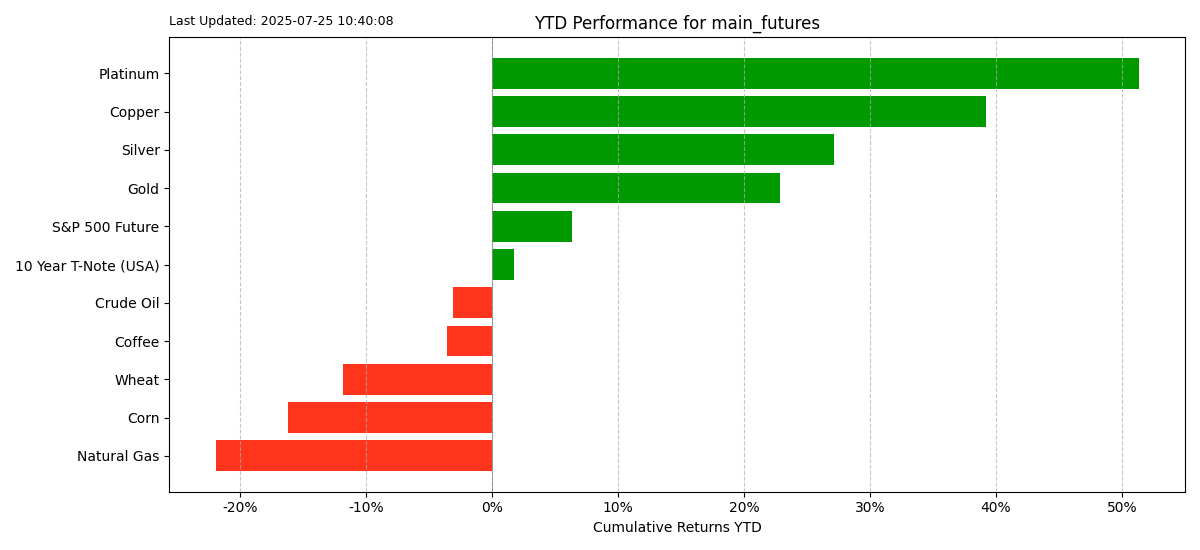 Last Updated: 2025-07-25 10:40:08
YTD Performance for main_futures
Platinum
Copper
Silver
Gold
S&P 500 Future
10 Year T-Note (USA)
Crude Oil
Coffee
Wheat
Corn
Natural Gas
-20% -10% 0% 10% 20% 30% 40% 50%
Cumulative Returns YTD